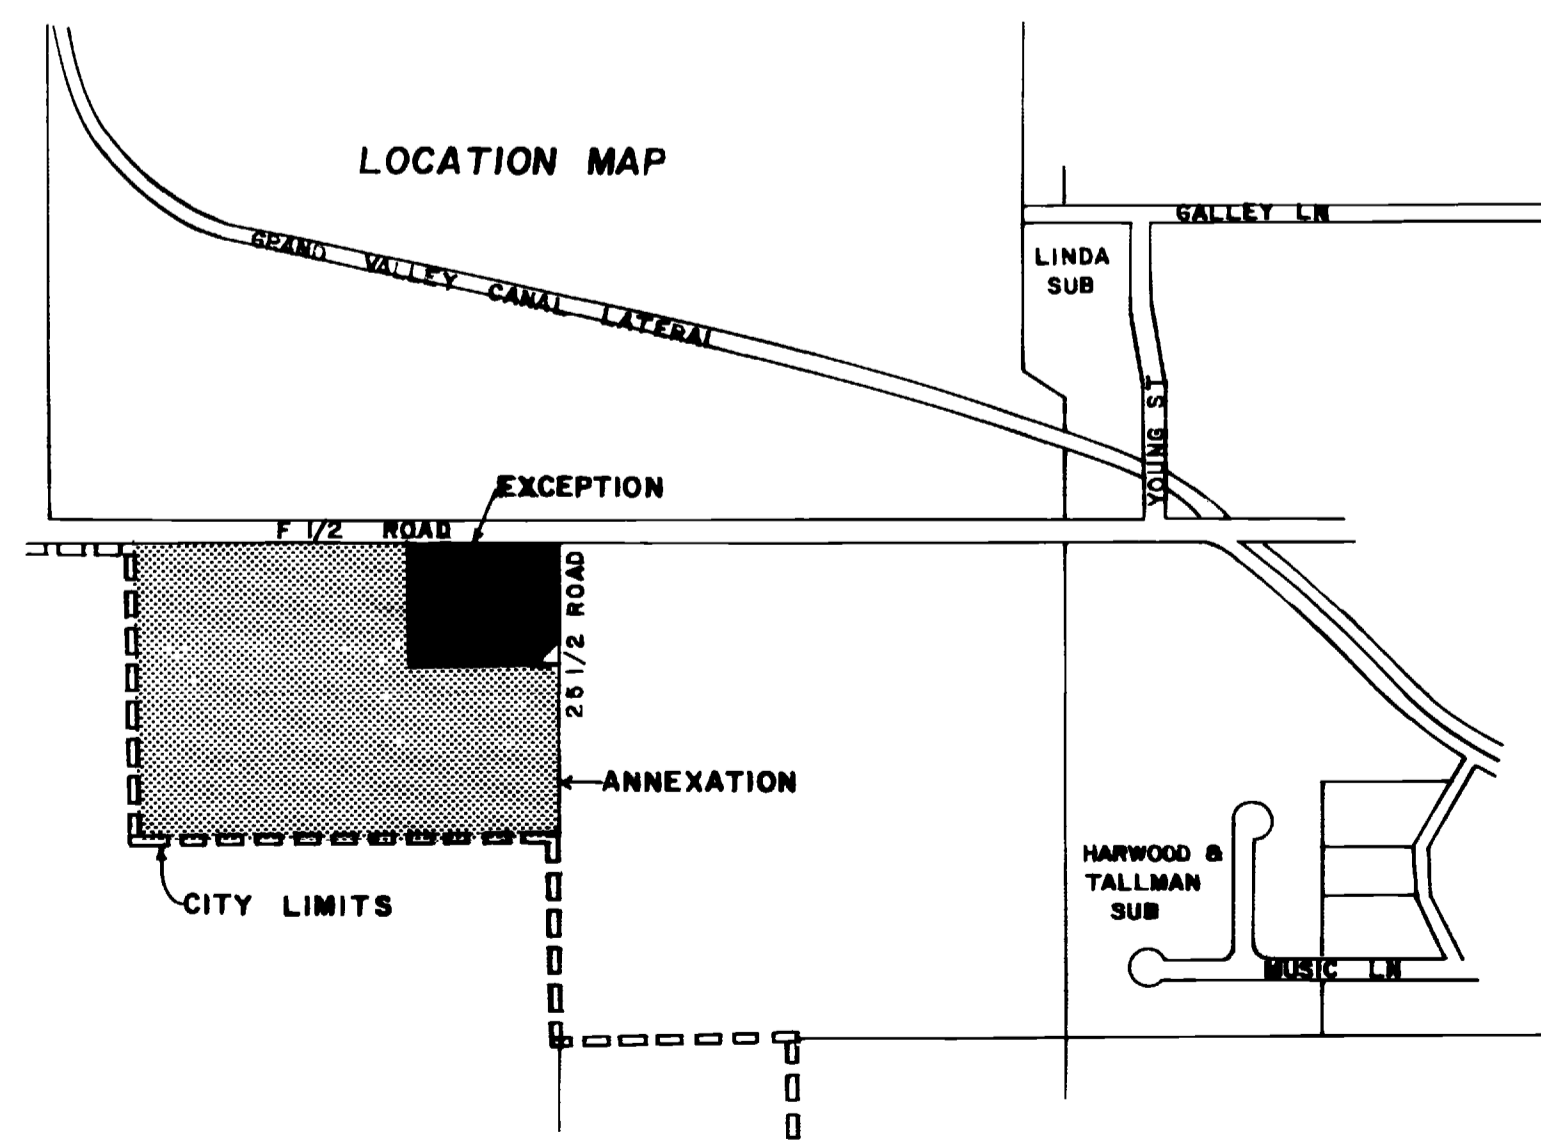 LOCATION MAP
GALLEY LN
GRAND VALLEY CANAL LATERAL
LINDA
SUB
YOUNG ST
EXCEPTION
F 1/2 ROAD
25 1/2 ROAD
ANNEXATION
HARWOOD &
TALLMAN
SUB
CITY LIMITS
MUSIC LN